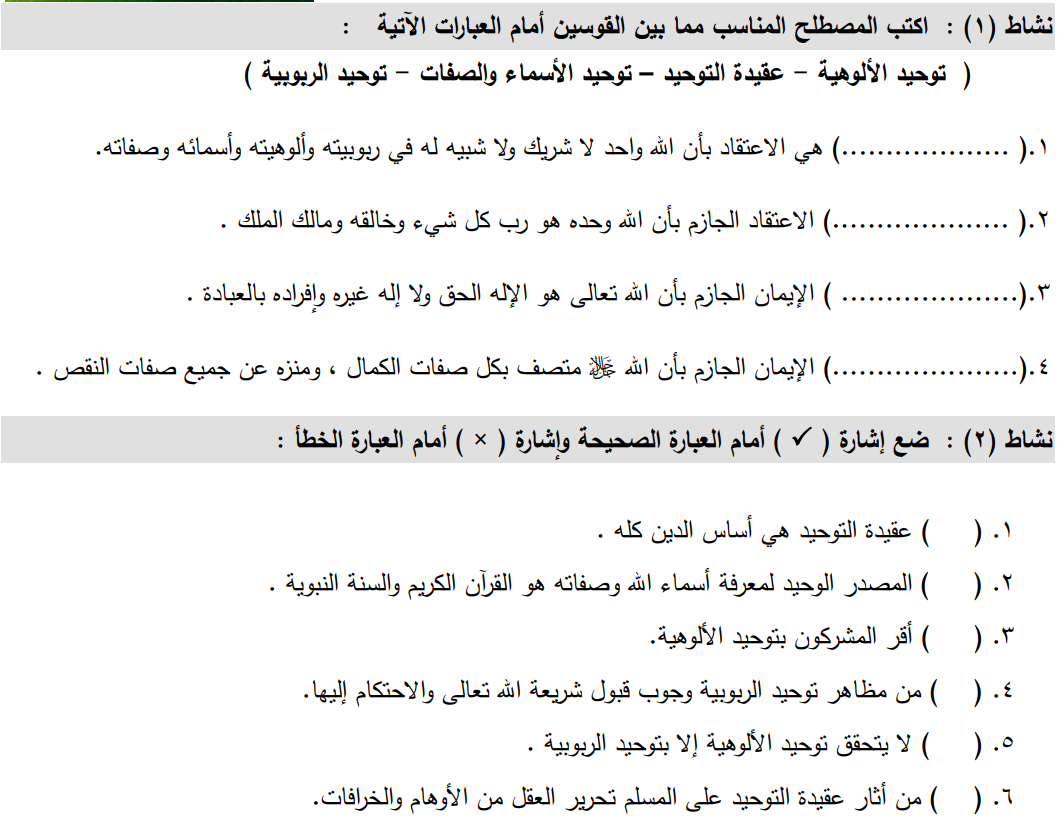 نشاط (١) : اكتب المصطلح المناسب مما بين القوسين أمام العبارات الآتية :
( توحيد الألوهية – عقيدة التوحيد – توحيد الأسماء والصفات – توحيد الربوبية )
١.( ...................) هي الاعتقاد بأن الله واحد لا شريك ولا شبيه له في ربوبيته وألوهيته وأسمائه وصفاته.
٢.( ....................) الاعتقاد الجازم بأن الله وحده هو رب كل شيء وخالقه ومالك الملك .
٣.(.................... ) الإيمان الجازم بأن الله تعالى هو الإله الحق ولا إله غيره وإفراده بالعبادة .
٤.(.....................) الإيمان الجازم بأن الله ﷻ متصف بكل صفات الكمال ، ومنزه عن جميع صفات النقص .
نشاط (٢) : ضع إشارة ( ✓ ) أمام العبارة الصحيحة وإشارة ( × ) أمام العبارة الخطأ :
١. ( ) عقيدة التوحيد هي أساس الدين كله .
٢. ( ) المصدر الوحيد لمعرفة أسماء الله وصفاته هو القرآن الكريم والسنة النبوية .
٣. ( ) أقر المشركون بتوحيد الألوهية.
٤. ( ) من مظاهر توحيد الربوبية وجوب قبول شريعة الله تعالى والاحتكام إليها.
٥. ( ) لا يتحقق توحيد الألوهية إلا بتوحيد الربوبية .
٦. ( ) من أثار عقيدة التوحيد على المسلم تحرير العقل من الأوهام والخرافات.